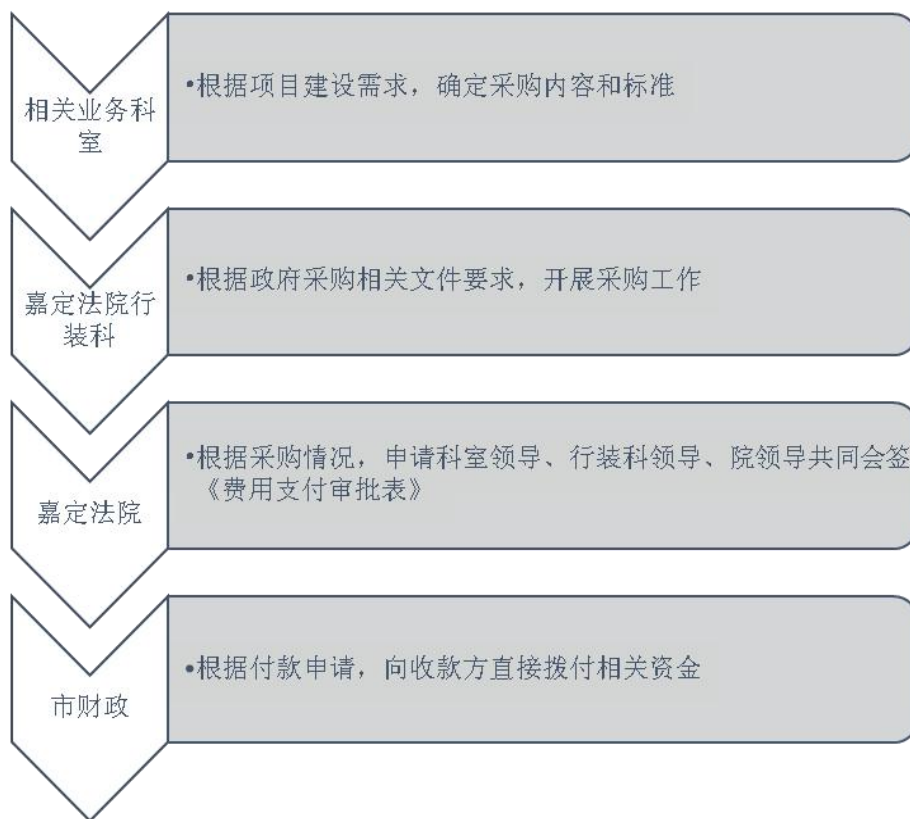 •根据项目建设需求，确定采购内容和标准
相关业务科
室
•根据政府采购相关文件要求，开展采购工作
嘉定法院行
装科
•根据采购情况，申请科室领导、行装科领导、院领导共同会签
《费用支付审批表》
嘉定法院
•根据付款申请，向收款方直接拨付相关资金
市财政